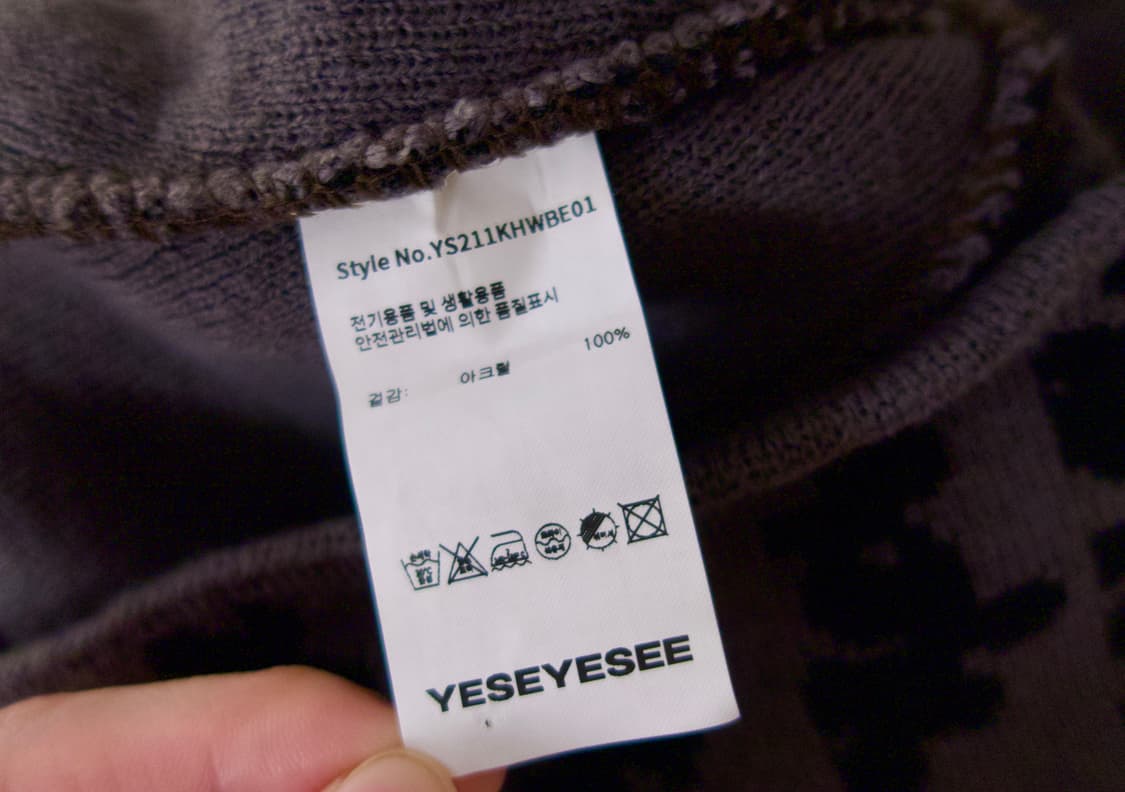 Style No.YS211KHWBE01
전기용품 및 생활용품
안전관리법에 의한 품질표시
겉감: 아크릴 100%
YESEYESEE